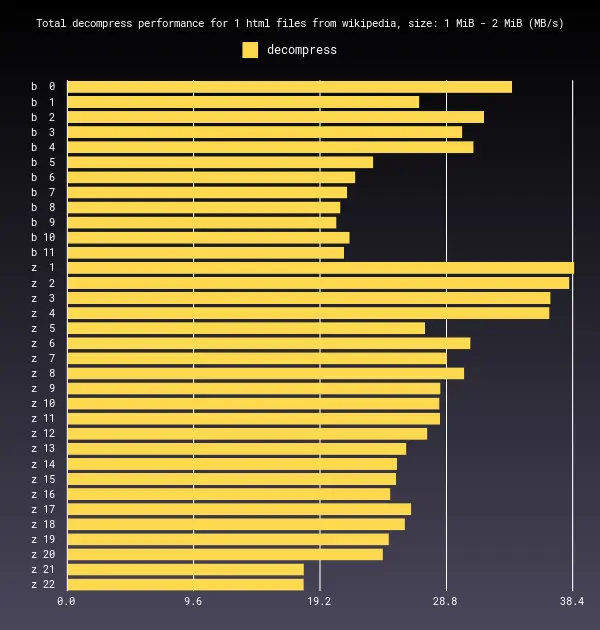 Total decompress performance for 1 html files from wikipedia, size: 1 MiB - 2 MiB (MB/s)
decompress
b 0
b 1
b 2
b 3
b 4
b 5
b 6
b 7
b 8
b 9
b 10
b 11
z 1
z 2
z 3
z 4
z 5
z 6
z 7
z 8
z 9
z 10
z 11
z 12
z 13
z 14
z 15
z 16
z 17
z 18
z 19
z 20
z 21
z 22
0.0 9.6 19.2 28.8 38.4